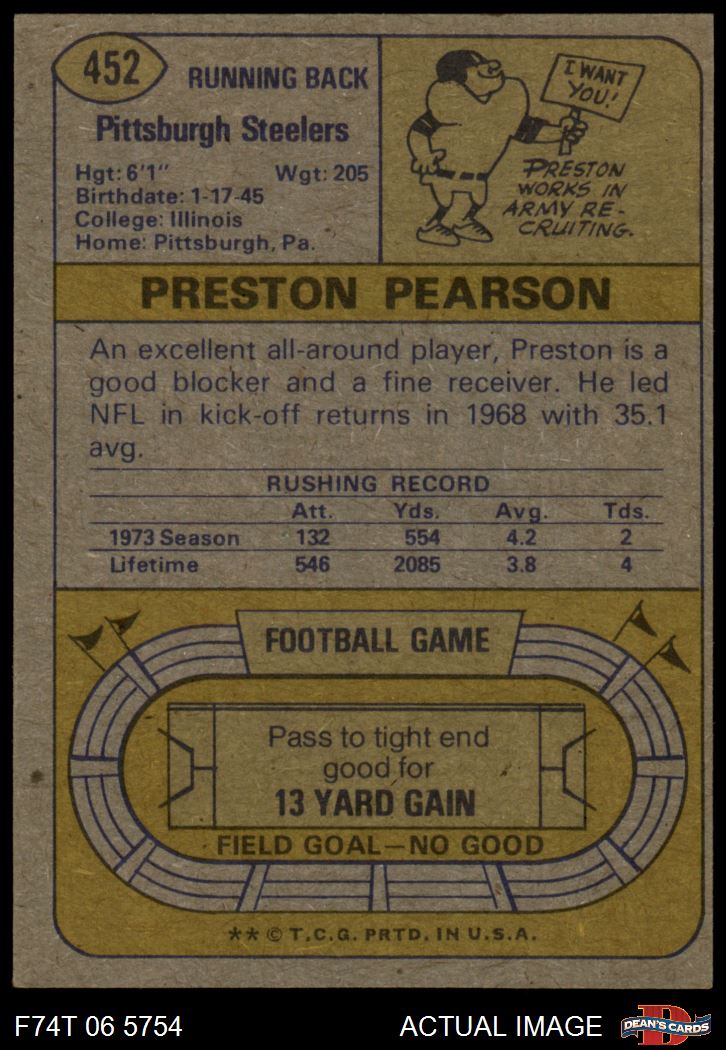 452
RUNNING BACK
Pittsburgh Steelers
Hgt: 6'1" Wgt: 205
Birthdate: 1-17-45
College: Illinois
Home: Pittsburgh, Pa.
I WANT
YOU!
PRESTON
WORKS IN
ARMY RE-
CRUITING.
PRESTON PEARSON
An excellent all-around player, Preston is a
good blocker and a fine receiver. He led
NFL in kick-off returns in 1968 with 35.1
avg.
RUSHING RECORD
Att. Yds. Avg. Tds.
1973 Season 132 554 4.2 2
Lifetime 546 2085 3.8 4
FOOTBALL GAME
Pass to tight end
good for
13 YARD GAIN
FIELD GOAL—NO GOOD
** © T.C.G. PRTD. IN U.S.A.
F74T 06 5754 ACTUAL IMAGE
D
DEAN'S CARDS